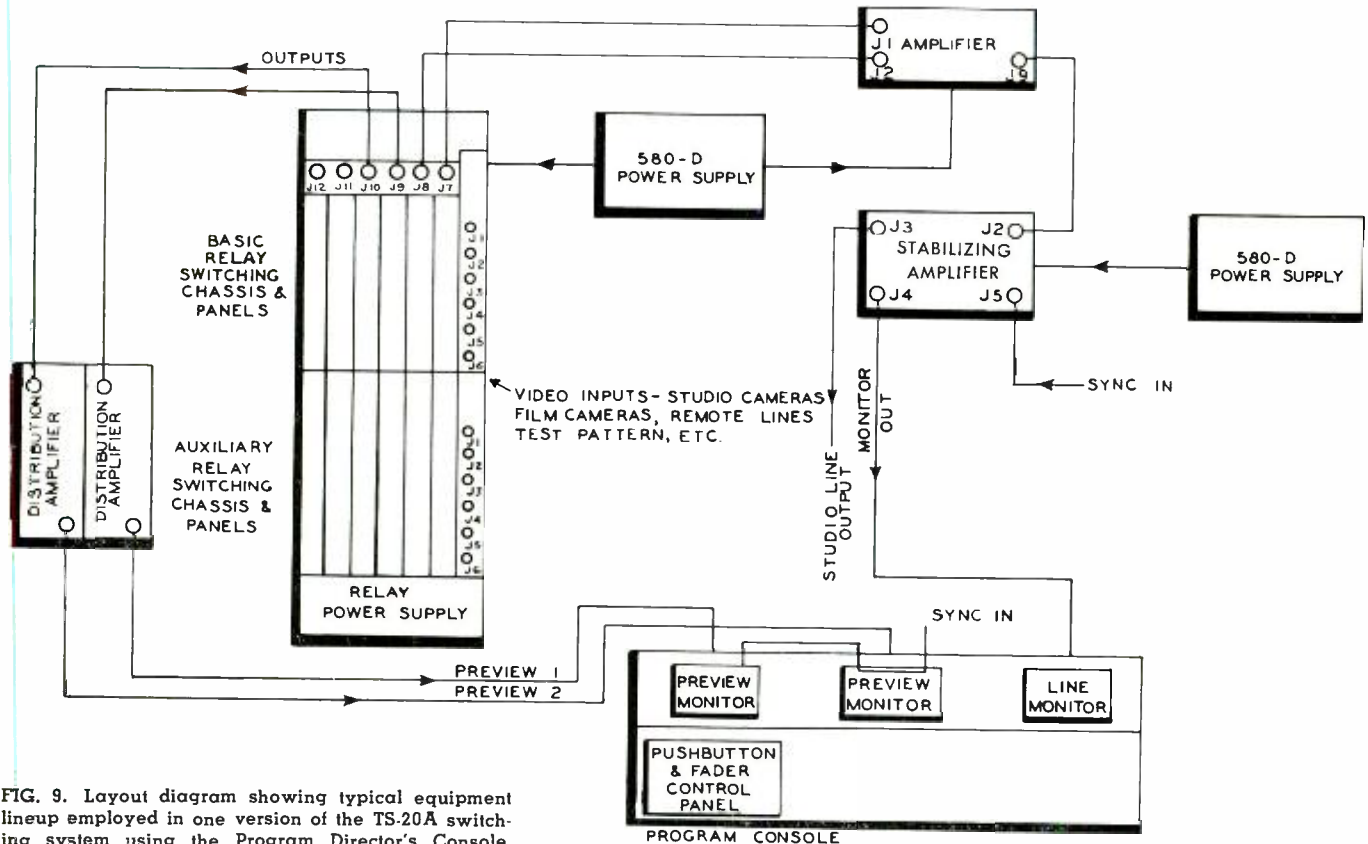 OUTPUTS
J1 AMPLIFIER
J2
580-D
POWER SUPPLY
J12 J11 J10 J9 J8 J7
J1
J2
J3
J4
J5
J6
BASIC
RELAY
SWITCHING
CHASSIS &
PANELS
J3
J2
STABILIZING
AMPLIFIER
J4
J5
580-D
POWER SUPPLY
SYNC IN
VIDEO INPUTS - STUDIO CAMERAS
FILM CAMERAS, REMOTE LINES
TEST PATTERN, ETC.
MONITOR
OUT
STUDIO LINE
OUTPUT
DISTRIBUTION
AMPLIFIER
DISTRIBUTION
AMPLIFIER
AUXILIARY
RELAY
SWITCHING
CHASSIS &
PANELS
J1
J2
J3
J4
J5
J6
RELAY
POWER SUPPLY
SYNC IN
PREVIEW 1
PREVIEW 2
PREVIEW
MONITOR
PREVIEW
MONITOR
LINE
MONITOR
PUSHBUTTON
& FADER
CONTROL
PANEL
PROGRAM CONSOLE
FIG. 9. Layout diagram showing typical equipment
lineup employed in one version of the TS-20A switch-
ing system using the Program Director's Console.